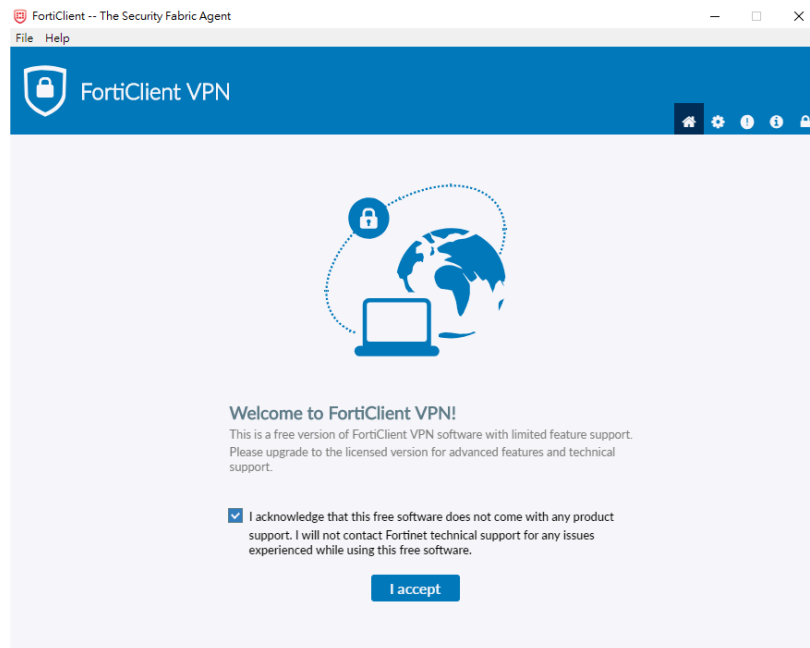 FortiClient -- The Security Fabric Agent
File Help
FortiClient VPN
Welcome to FortiClient VPN!
This is a free version of FortiClient VPN software with limited feature support.
Please upgrade to the licensed version for advanced features and technical
support.
I acknowledge that this free software does not come with any product
support. I will not contact Fortinet technical support for any issues
experienced while using this free software.
I accept